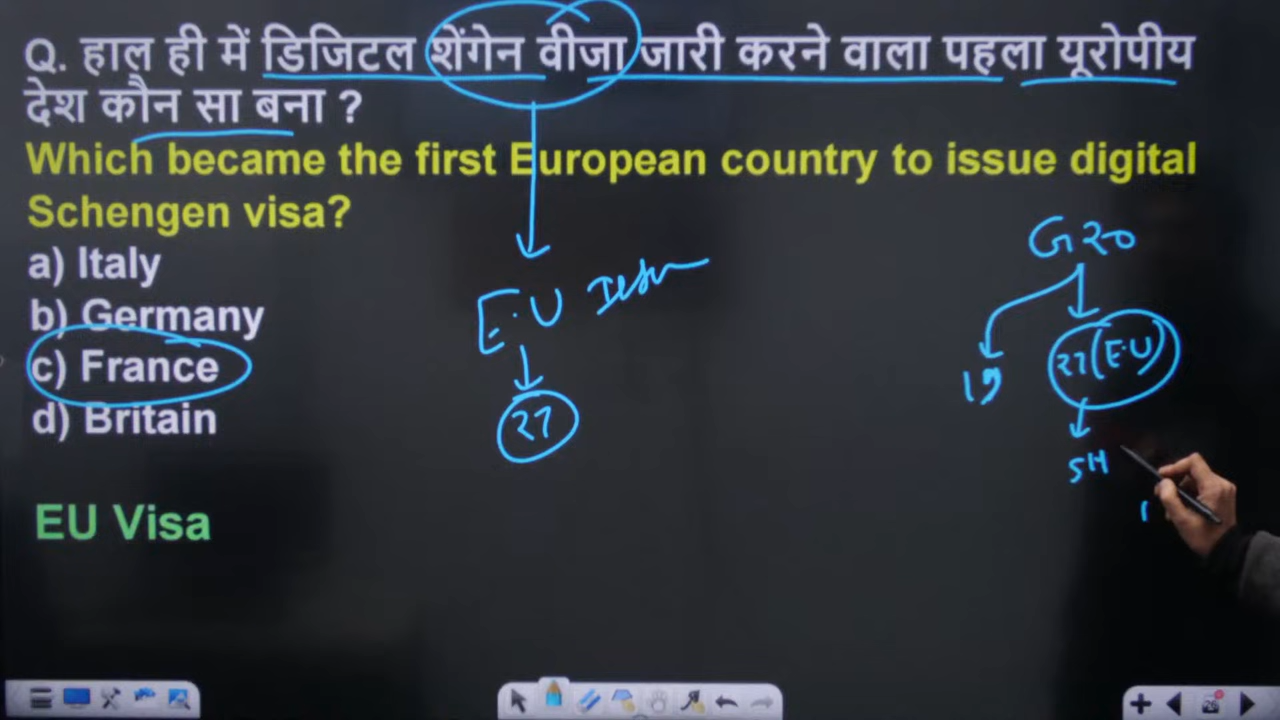 Q. हाल ही में डिजिटल शेंगेन वीजा जारी करने वाला पहला यूरोपीय
देश कौन सा बना ?
Which became the first European country to issue digital
Schengen visa?
a) Italy
b) Germany
c) France
d) Britain
EU Visa
E.U
27
G20
19
27(E.U)